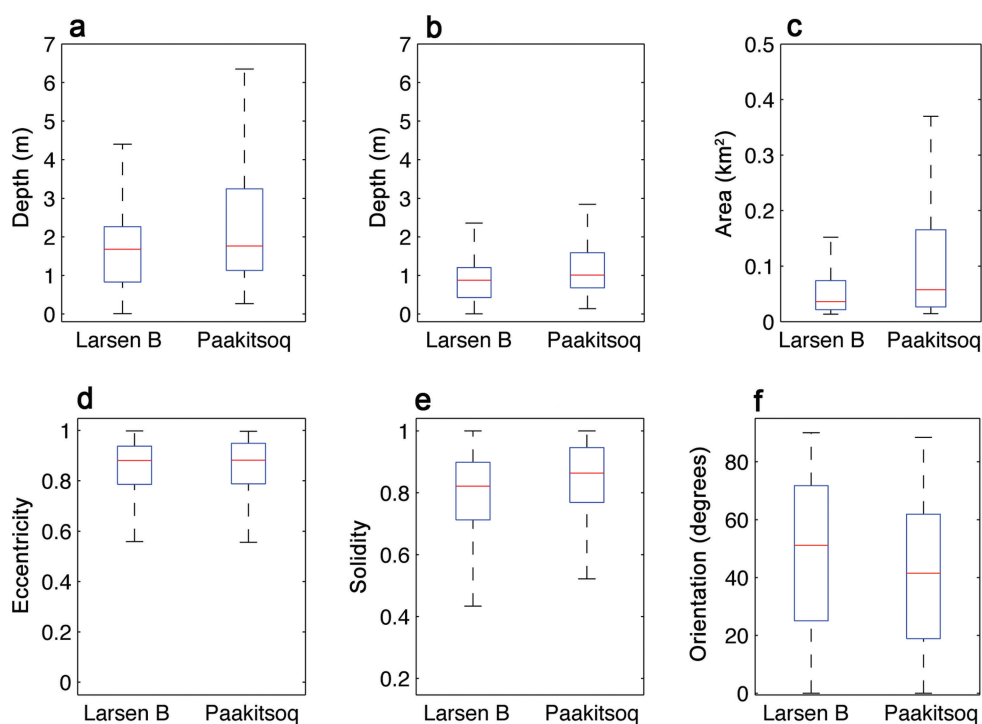 a
7
6
5
4
3
2
1
0
Depth (m)
Larsen B Paakitsoq
b
7
6
5
4
3
2
1
0
Depth (m)
Larsen B Paakitsoq
c
0.5
0.4
0.3
0.2
0.1
0
Area (km²)
Larsen B Paakitsoq
d
1
0.8
0.6
0.4
0.2
0
Eccentricity
Larsen B Paakitsoq
e
1
0.8
0.6
0.4
0.2
Solidity
Larsen B Paakitsoq
f
80
60
40
20
0
Orientation (degrees)
Larsen B Paakitsoq